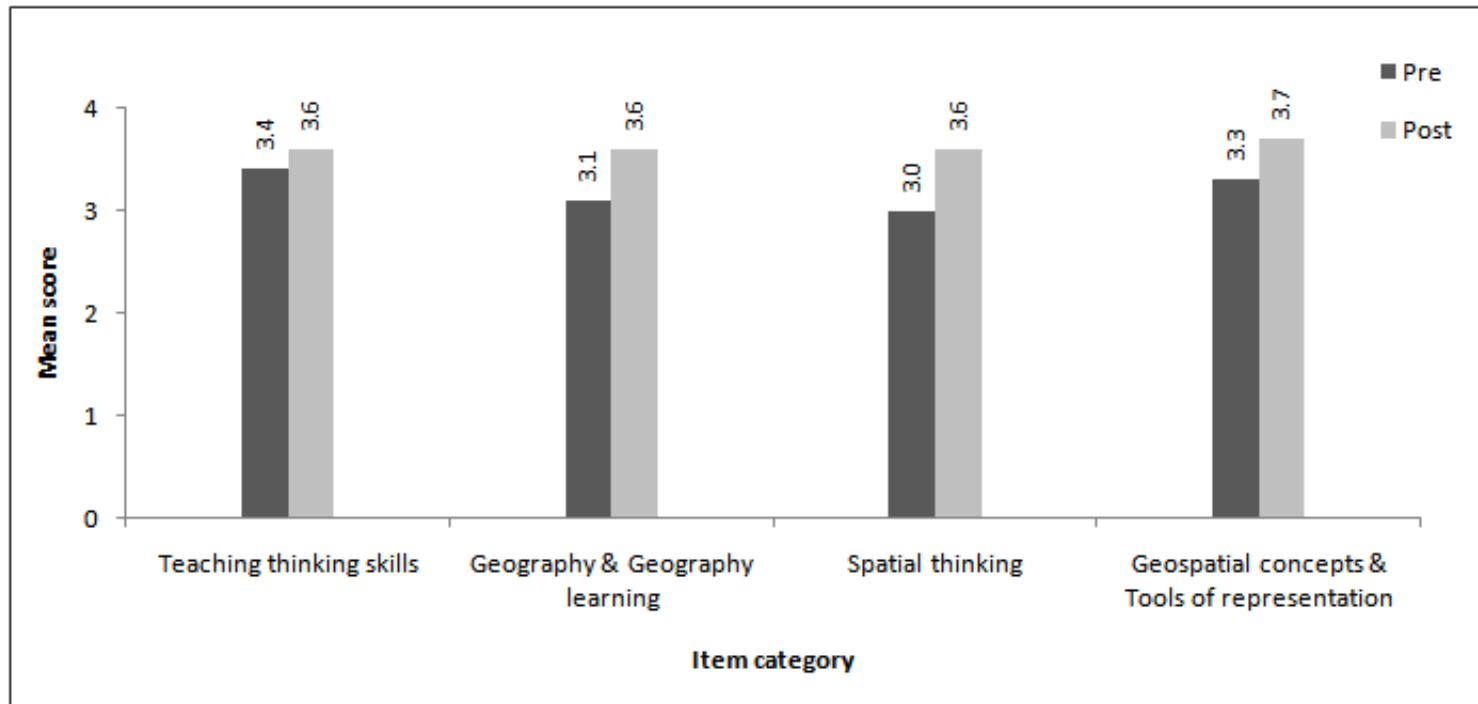 Pre
Post
Mean score
4
3
2
1
0
3.4
3.6
3.1
3.6
3.0
3.6
3.3
3.7
Teaching thinking skills
Geography & Geography
learning
Spatial thinking
Geospatial concepts &
Tools of representation
Item category